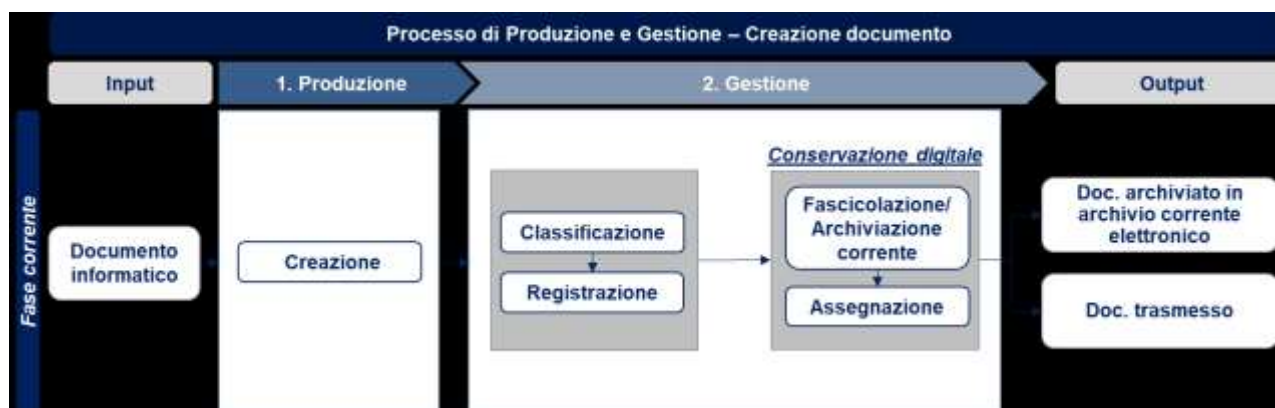 Processo di Produzione e Gestione – Creazione documento
Input
1. Produzione
2. Gestione
Output
Fase corrente
Documento
informatico
Creazione
Classificazione
Registrazione
Conservazione digitale
Fascicolazione/
Archiviazione
corrente
Assegnazione
Doc. archiviato in
archivio corrente
elettronico
Doc. trasmesso